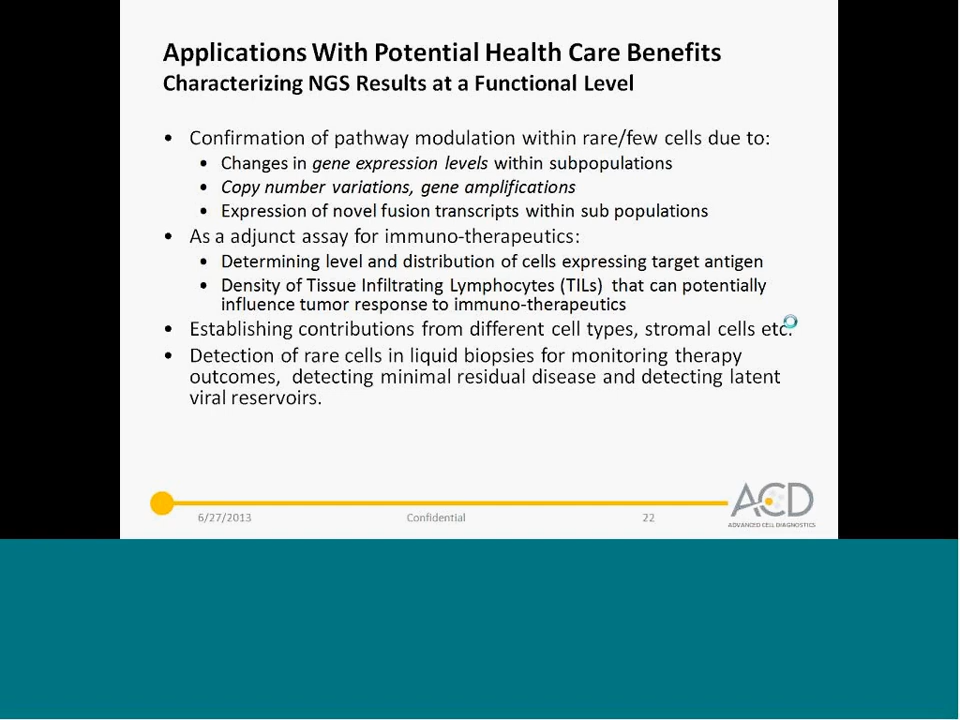 Applications With Potential Health Care Benefits
Characterizing NGS Results at a Functional Level
• Confirmation of pathway modulation within rare/few cells due to:
• Changes in gene expression levels within subpopulations
• Copy number variations, gene amplifications
• Expression of novel fusion transcripts within sub populations
• As a adjunct assay for immuno-therapeutics:
• Determining level and distribution of cells expressing target antigen
• Density of Tissue Infiltrating Lymphocytes (TILs) that can potentially
influence tumor response to immuno-therapeutics
• Establishing contributions from different cell types, stromal cells etc.
• Detection of rare cells in liquid biopsies for monitoring therapy
outcomes, detecting minimal residual disease and detecting latent
viral reservoirs.
6/27/2013 Confidential 22
ACD
ADVANCED CELL DIAGNOSTICS